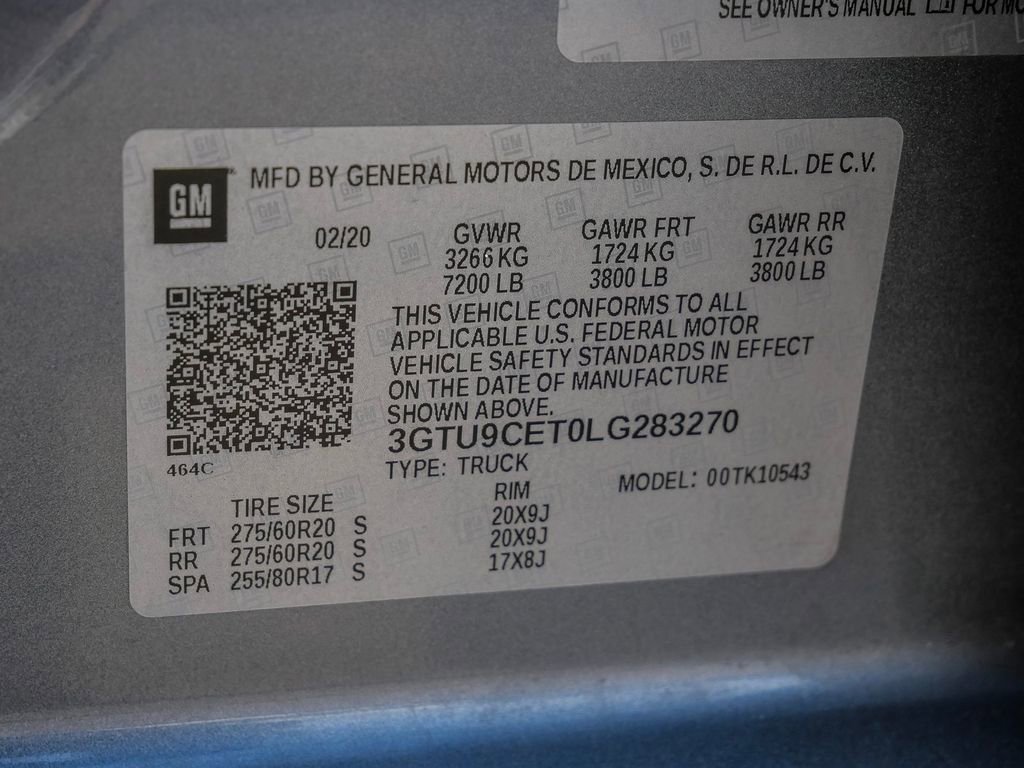 SEE OWNER'S MANUAL FOR
GM
MFD BY GENERAL MOTORS DE MEXICO, S. DE R.L. DE C.V.
02/20
GVWR GAWR FRT GAWR RR
3266 KG 1724 KG 1724 KG
7200 LB 3800 LB 3800 LB
THIS VEHICLE CONFORMS TO ALL
APPLICABLE U.S. FEDERAL MOTOR
VEHICLE SAFETY STANDARDS IN EFFECT
ON THE DATE OF MANUFACTURE
SHOWN ABOVE.
3GTU9CET0LG283270
464C
TYPE: TRUCK
MODEL: 00TK10543
TIRE SIZE RIM
FRT 275/60R20 S 20X9J
RR 275/60R20 S 20X9J
SPA 255/80R17 S 17X8J